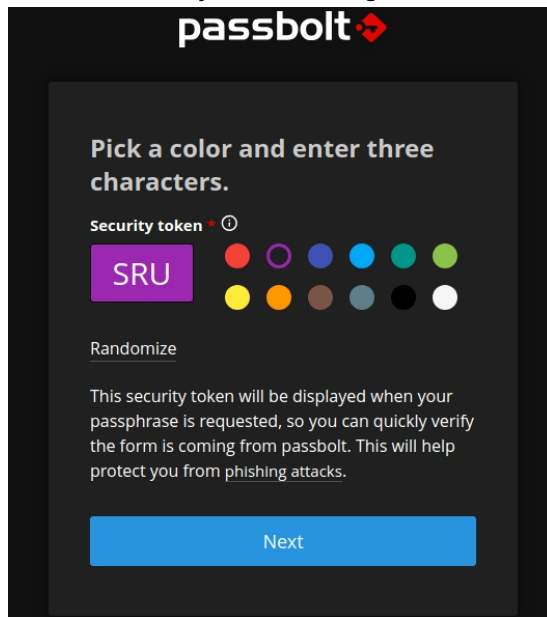 passbolt
Pick a color and enter three
characters.
Security token *
SRU
Randomize
This security token will be displayed when your
passphrase is requested, so you can quickly verify
the form is coming from passbolt. This will help
protect you from phishing attacks.
Next